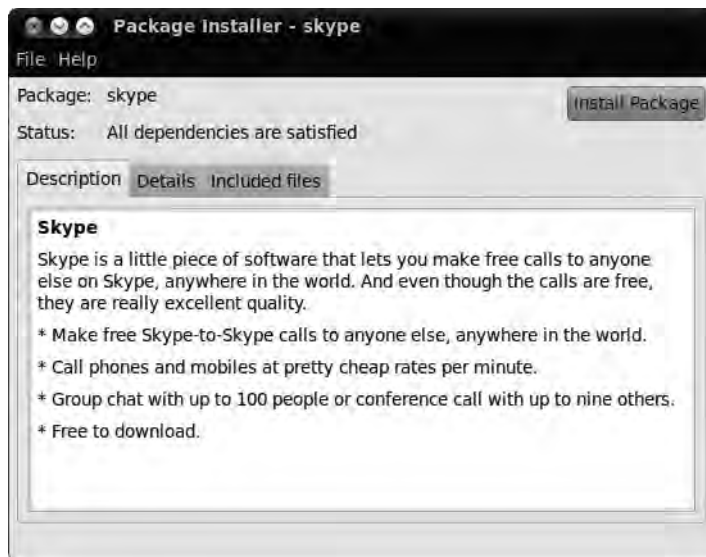 Package Installer - skype
File Help
Package: skype
Install Package
Status: All dependencies are satisfied
Description Details Included files
Skype
Skype is a little piece of software that lets you make free calls to anyone
else on Skype, anywhere in the world. And even though the calls are free,
they are really excellent quality.
* Make free Skype-to-Skype calls to anyone else, anywhere in the world.
* Call phones and mobiles at pretty cheap rates per minute.
* Group chat with up to 100 people or conference call with up to nine others.
* Free to download.